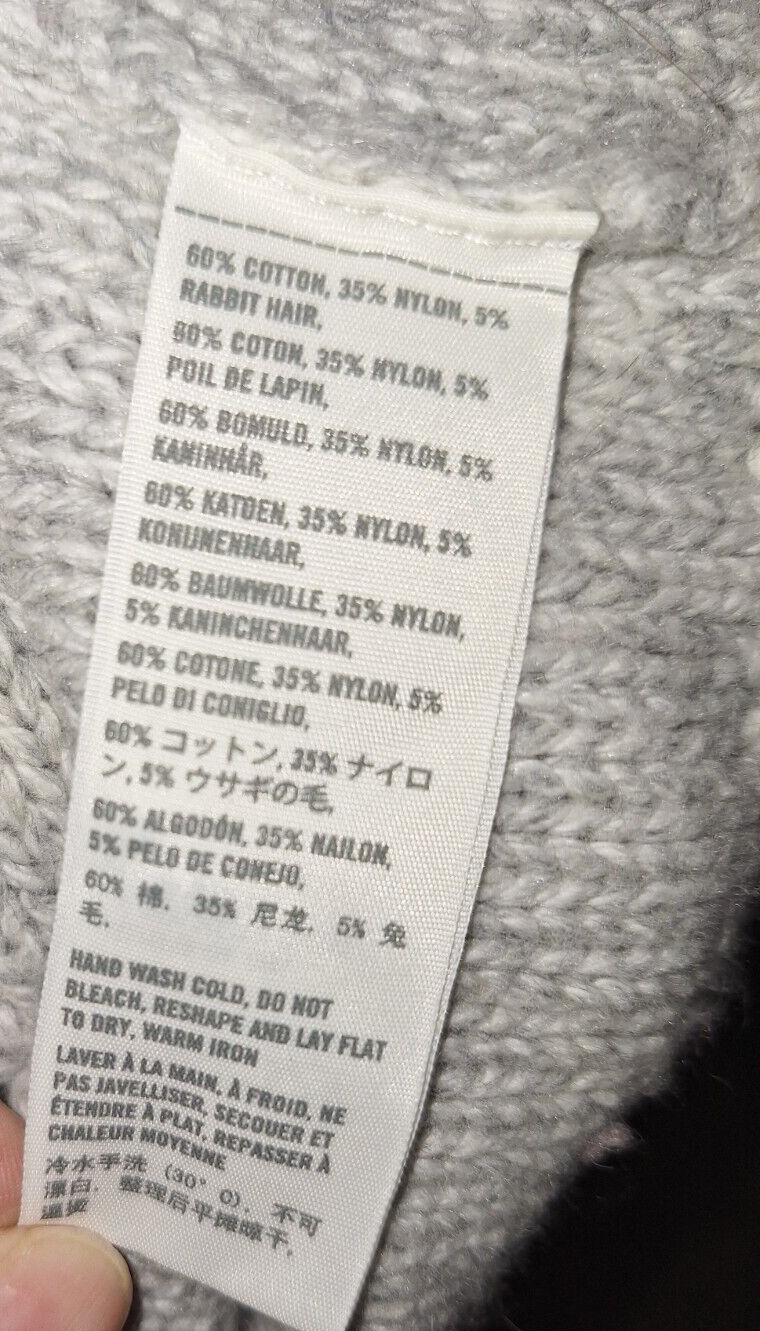 60% COTTON, 35% NYLON, 5%
RABBIT HAIR,
60% COTON, 35% NYLON, 5%
POIL DE LAPIN,
60% BOMULD, 35% NYLON, 5%
KANINHÅR,
60% KATOEN, 35% NYLON, 5%
KONIJNENHAAR,
60% BAUMWOLLE, 35% NYLON,
5% KANINCHENHAAR,
60% COTONE, 35% NYLON, 5%
PELO DI CONIGLIO,
60% コットン, 35% ナイロ
ン, 5% ウサギの毛,
60% ALGODÓN, 35% NAILON,
5% PELO DE CONEJO,
60% 棉, 35% 尼龙, 5% 兔
毛,
HAND WASH COLD, DO NOT
BLEACH, RESHAPE AND LAY FLAT
TO DRY, WARM IRON
LAVER À LA MAIN, À FROID, NE
PAS JAVELLISER, SECOUER ET
ÉTENDRE À PLAT, REPASSER À
CHALEUR MOYENNE
冷水手洗 (30° C), 不可
漂白, 整理后平摊晾干,
温烫